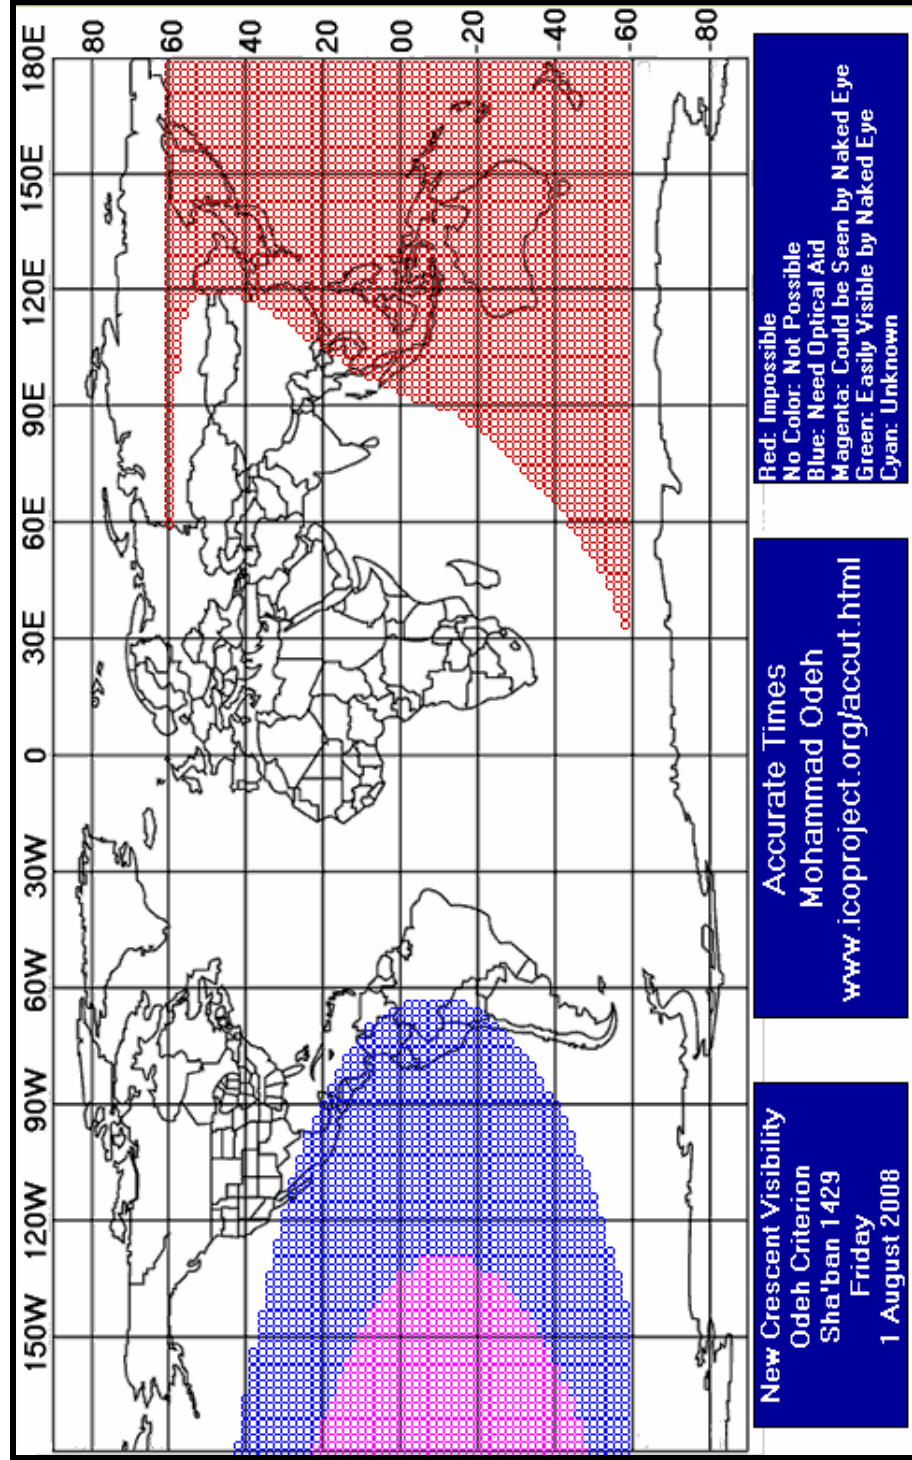 150W 120W 90W 60W 30W 0 30E 60E 90E 120E 150E 180E
80
60
40
20
00
-20
-40
-60
-80
New Crescent Visibility
Odeh Criterion
Sha'ban 1429
Friday
1 August 2008
Accurate Times
Mohammad Odeh
www.icoproject.org/accut.html
Red: Impossible
No Color: Not Possible
Blue: Need Optical Aid
Magenta: Could be Seen by Naked Eye
Green: Easily Visible by Naked Eye
Cyan: Unknown